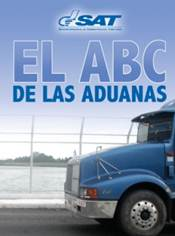 SAT
EL ABC
DE LAS ADUANAS